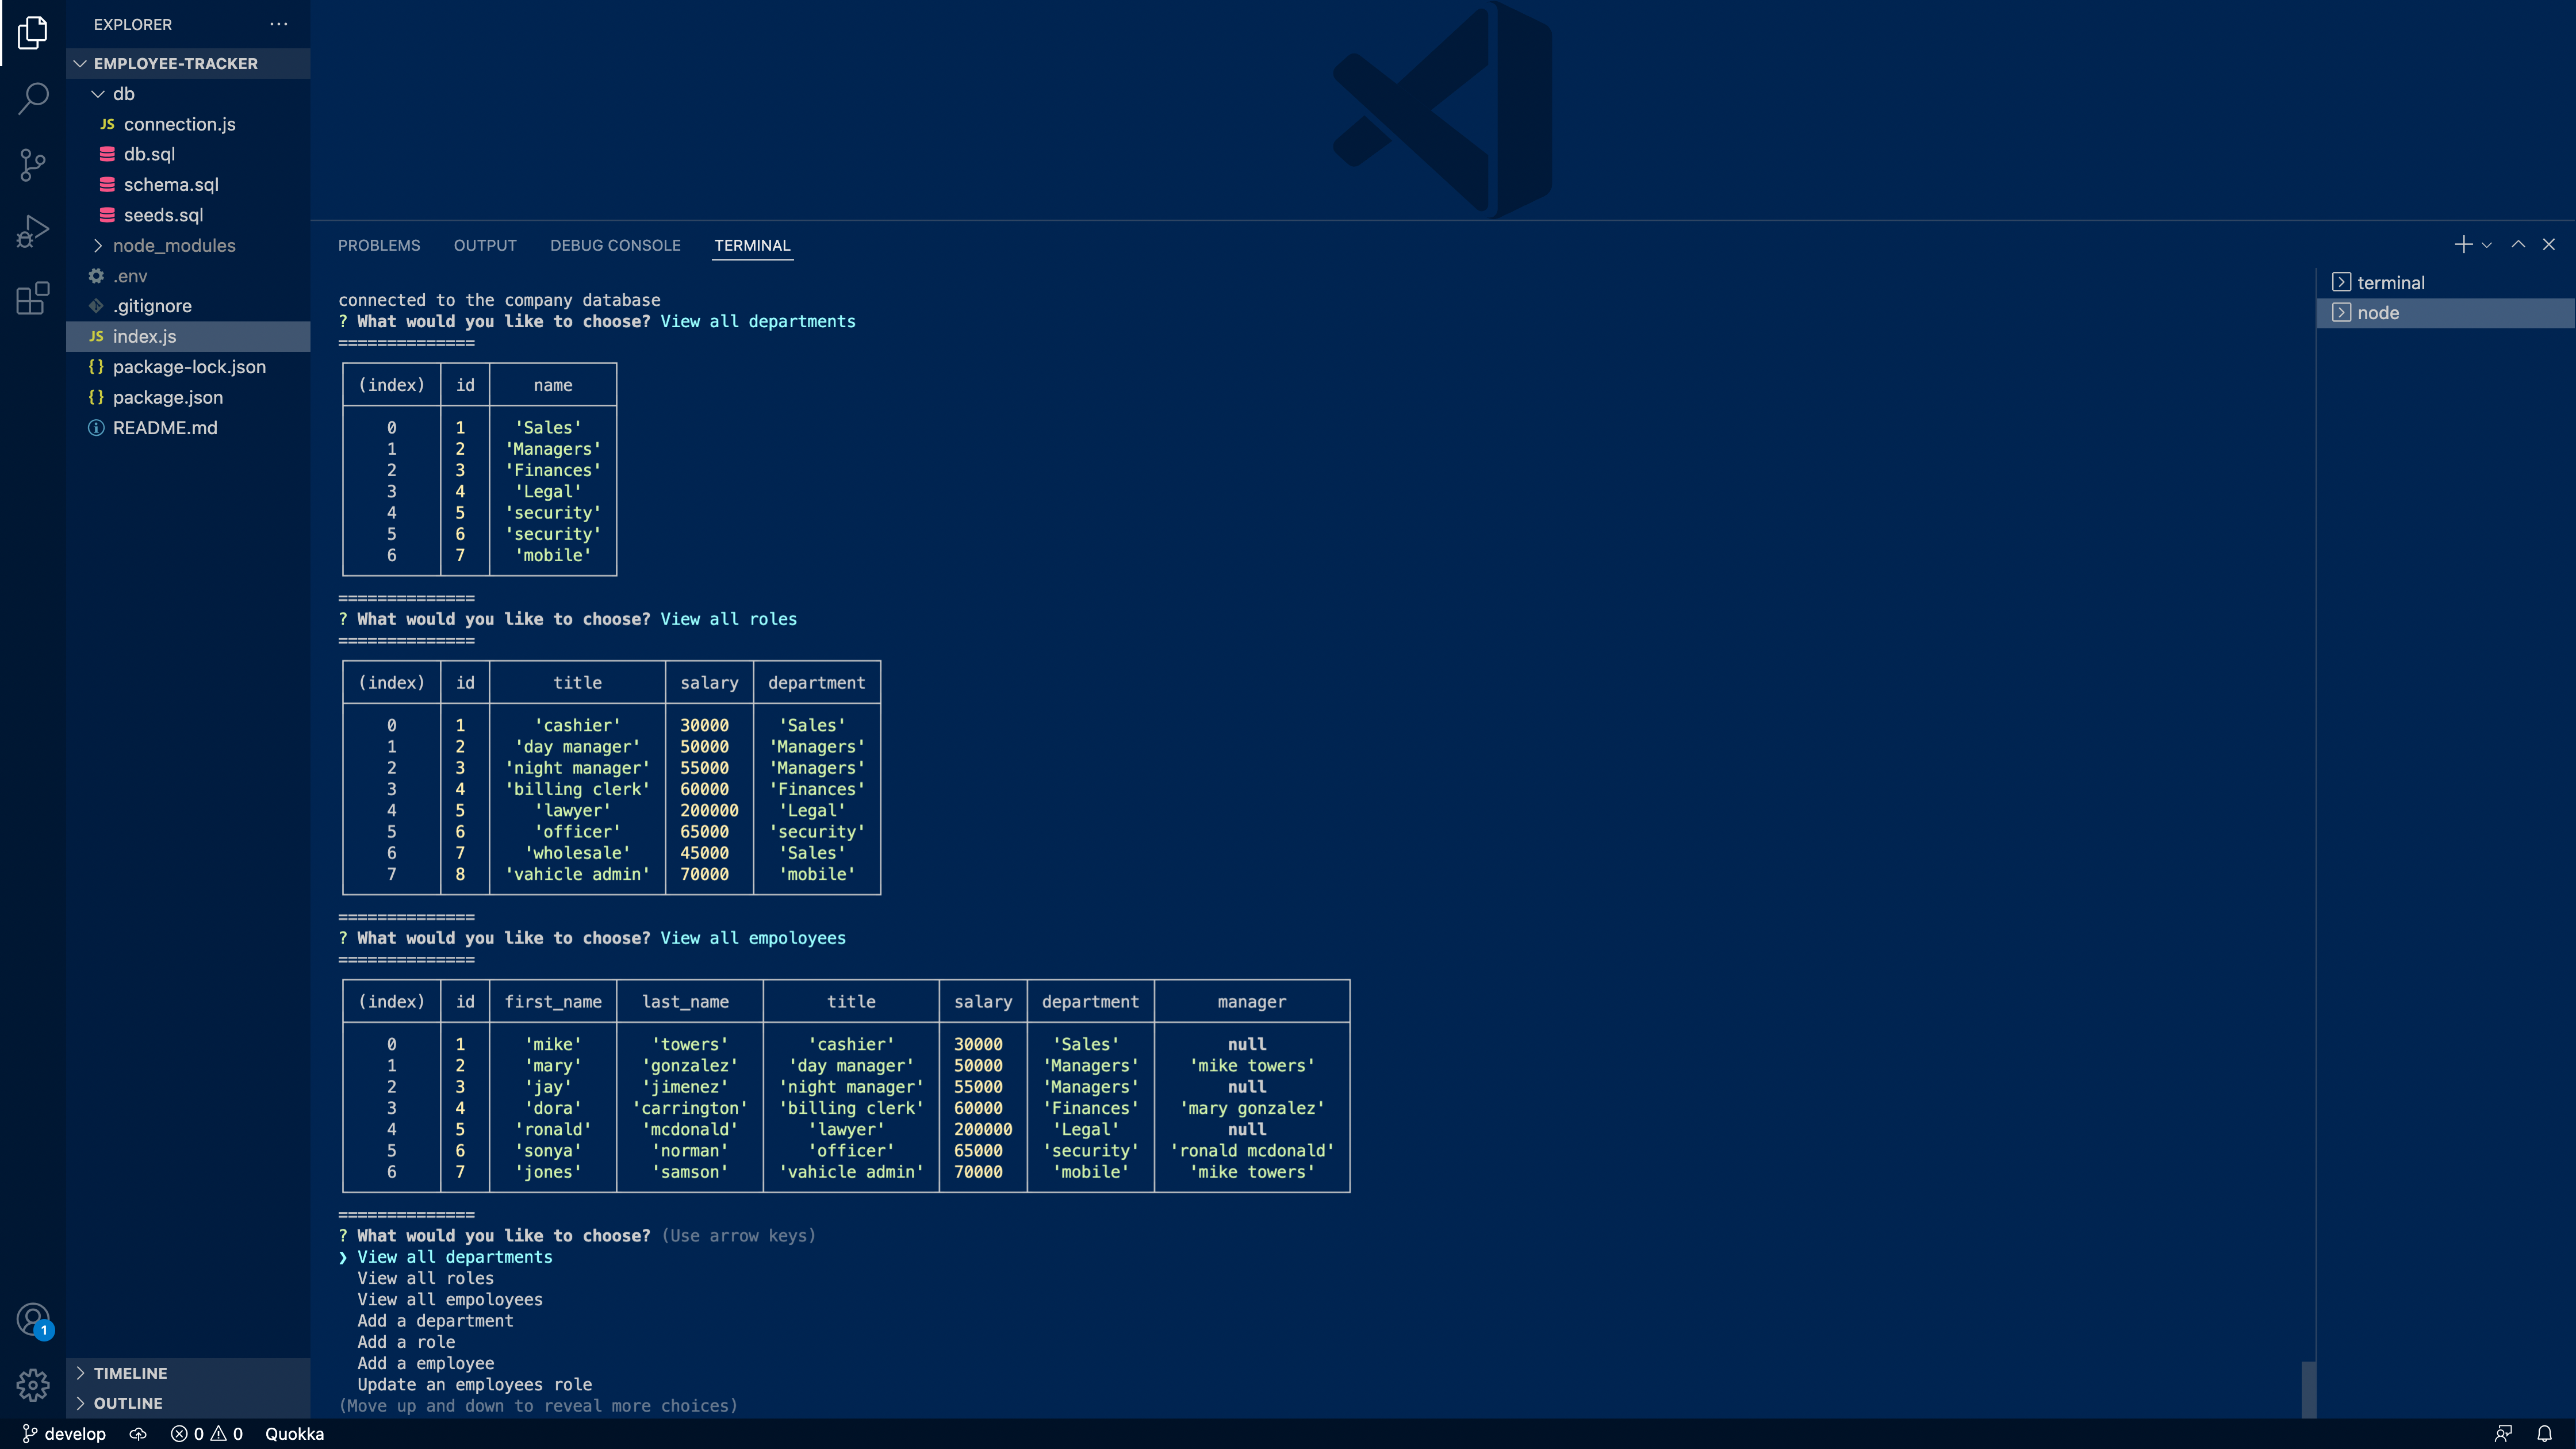 EXPLORER ...
EMPLOYEE-TRACKER
db
JS connection.js
db.sql
schema.sql
seeds.sql
node_modules
.env
.gitignore
JS index.js
{} package-lock.json
{} package.json
README.md
TIMELINE
OUTLINE
1
PROBLEMS OUTPUT DEBUG CONSOLE TERMINAL
terminal
node
connected to the company database
? What would you like to choose? View all departments
==============
(index) id name
0 1 'Sales'
1 2 'Managers'
2 3 'Finances'
3 4 'Legal'
4 5 'security'
5 6 'security'
6 7 'mobile'
==============
? What would you like to choose? View all roles
==============
(index) id title salary department
0 1 'cashier' 30000 'Sales'
1 2 'day manager' 50000 'Managers'
2 3 'night manager' 55000 'Managers'
3 4 'billing clerk' 60000 'Finances'
4 5 'lawyer' 200000 'Legal'
5 6 'officer' 65000 'security'
6 7 'wholesale' 45000 'Sales'
7 8 'vahicle admin' 70000 'mobile'
==============
? What would you like to choose? View all empoloyees
==============
(index) id first_name last_name title salary department manager
0 1 'mike' 'towers' 'cashier' 30000 'Sales' null
1 2 'mary' 'gonzalez' 'day manager' 50000 'Managers' 'mike towers'
2 3 'jay' 'jimenez' 'night manager' 55000 'Managers' null
3 4 'dora' 'carrington' 'billing clerk' 60000 'Finances' 'mary gonzalez'
4 5 'ronald' 'mcdonald' 'lawyer' 200000 'Legal' null
5 6 'sonya' 'norman' 'officer' 65000 'security' 'ronald mcdonald'
6 7 'jones' 'samson' 'vahicle admin' 70000 'mobile' 'mike towers'
==============
? What would you like to choose? (Use arrow keys)
❯ View all departments
View all roles
View all empoloyees
Add a department
Add a role
Add a employee
Update an employees role
(Move up and down to reveal more choices)
develop 0 0 Quokka